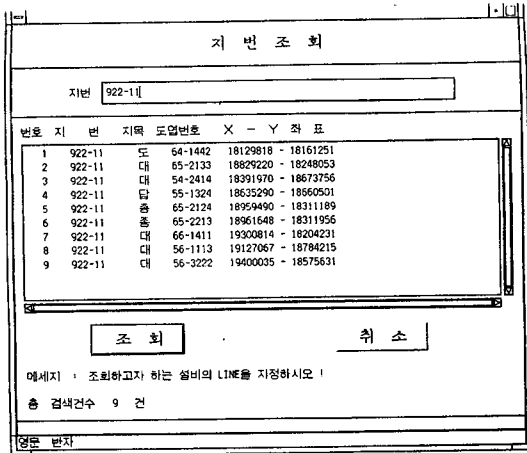 지 번 조 회
지번 922-11
번호 지 번 지목 도엽번호 X - Y 좌 표
1 922-11 도 64-1442 18129818 - 18161251
2 922-11 대 65-2133 18829220 - 18248053
3 922-11 대 54-2414 18391970 - 18673756
4 922-11 답 55-1324 18635290 - 18660501
5 922-11 65-2124 18959490 - 18311189
6 922-11 65-2213 18961648 - 18311956
7 922-11 대 66-1411 19300814 - 18204231
8 922-11 대 56-1113 19127067 - 18784215
9 922-11 대 56-3222 19400035 - 18575631
조 회 취 소
메세지 : 조회하고자 하는 설비의 LINE을 지정하시오 !
총 검색건수 9 건
영문 반자